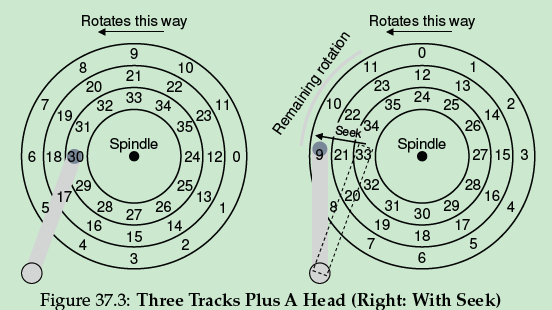 Rotates this way
9
8 10
21
20 22
7 33 11
32 34
19 23
31 35
Spindle
6 18 30 24 12 0
29 25
17 13
5 28 26 1
27
16 14
4 15 2
3
Rotates this way
Remaining rotation
0
11 1
12
23 13
10 24 2
35 25
22 14
34 26
Seek
Spindle
9 21 33 27 15 3
32 28
20 16
8 31 29 4
30
19 17
7 18 5
6
Figure 37.3: Three Tracks Plus A Head (Right: With Seek)